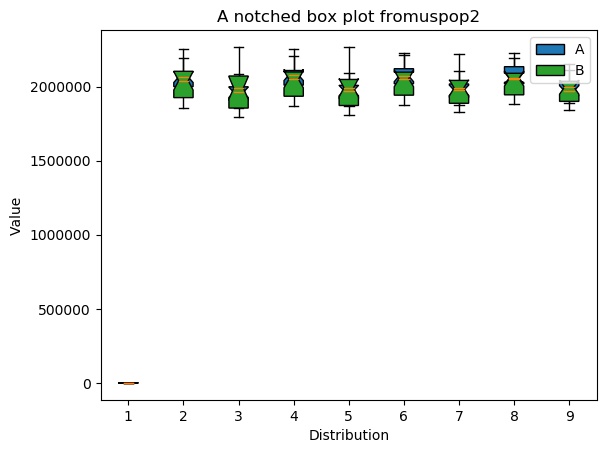 A notched box plot fromuspop2
A
B
2000000
1500000
1000000
500000
0
Value
1 2 3 4 5 6 7 8 9
Distribution